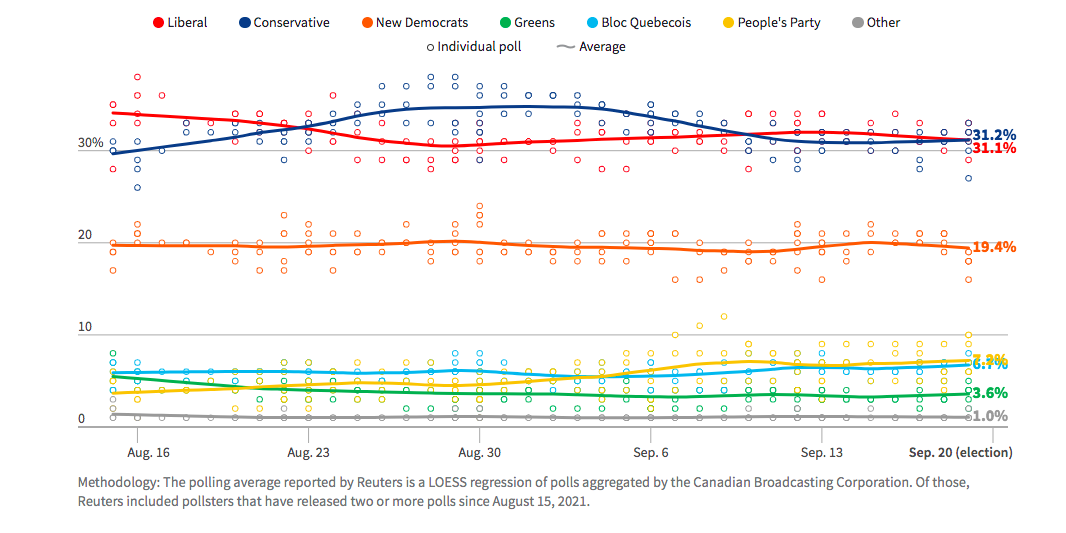 Liberal Conservative New Democrats Greens Bloc Quebecois People's Party Other
Individual poll Average
31.2%
30%
31.1%
20
19.4%
10
6.7%
3.6%
0
1.0%
Aug. 16 Aug. 23 Aug. 30 Sep. 6 Sep. 13 Sep. 20 (election)
Methodology: The polling average reported by Reuters is a LOESS regression of polls aggregated by the Canadian Broadcasting Corporation. Of those,
Reuters included pollsters that have released two or more polls since August 15, 2021.